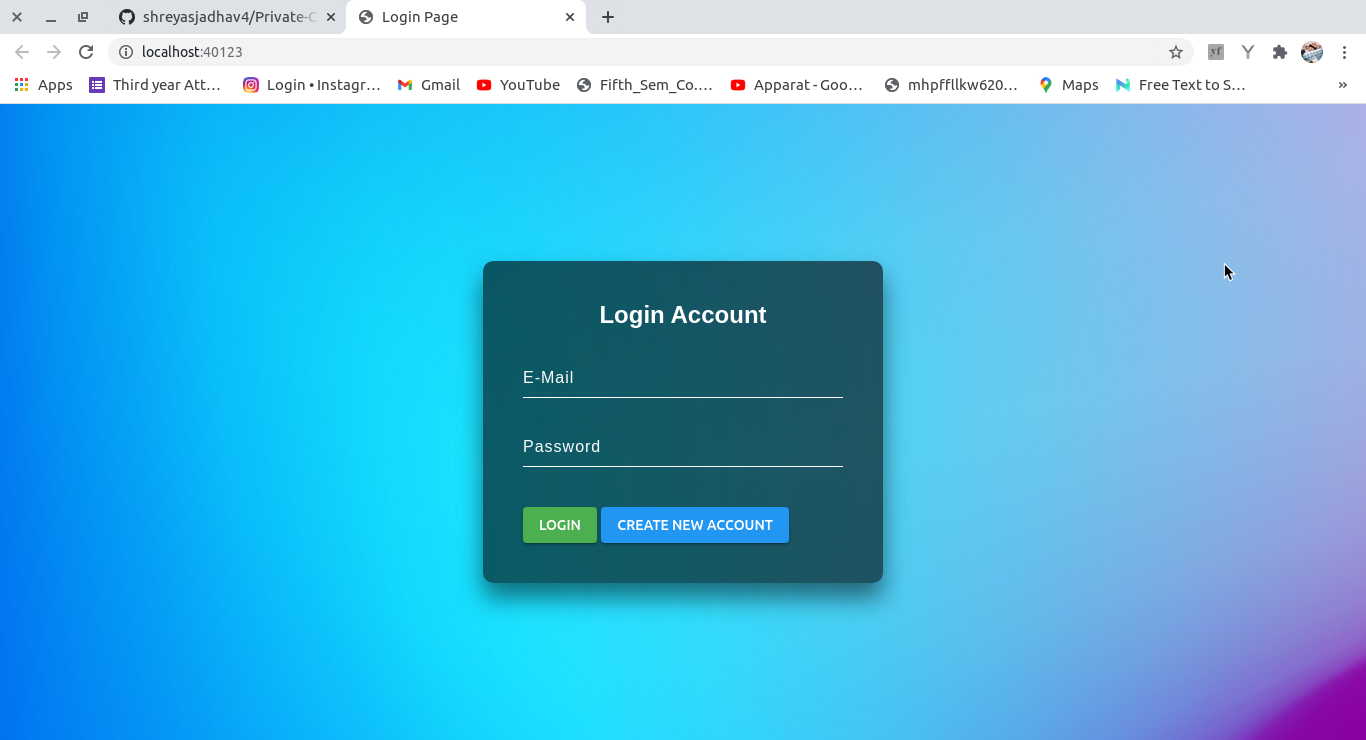 shreyasjadhav4/Private-C
Login Page
localhost:40123
Apps
Third year Att…
Login • Instagr…
Gmail
YouTube
Fifth_Sem_Co.…
Apparat - Goo…
mhpffllkw620…
Maps
Free Text to S…
»
Login Account
E-Mail
Password
LOGIN
CREATE NEW ACCOUNT